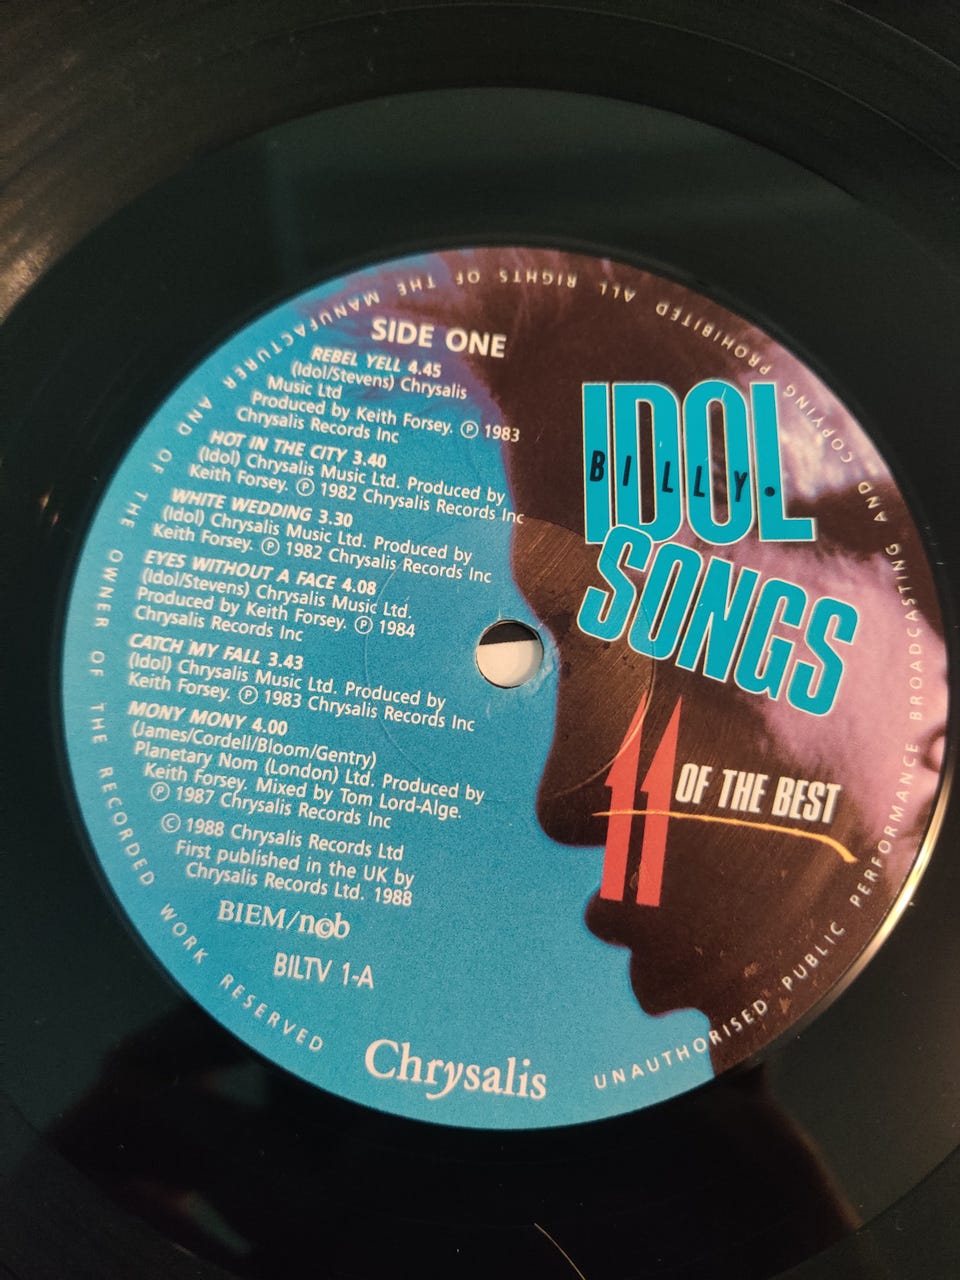 SIDE ONE
REBEL YELL 4.45
(Idol/Stevens) Chrysalis
Music Ltd
Produced by Keith Forsey. Ⓟ 1983
Chrysalis Records Inc
HOT IN THE CITY 3.40
(Idol) Chrysalis Music Ltd. Produced by
Keith Forsey. Ⓟ 1982 Chrysalis Records Inc
WHITE WEDDING 3.30
(Idol) Chrysalis Music Ltd. Produced by
Keith Forsey. Ⓟ 1982 Chrysalis Records Inc
EYES WITHOUT A FACE 4.08
(Idol/Stevens) Chrysalis Music Ltd.
Produced by Keith Forsey. Ⓟ 1984
Chrysalis Records Inc
CATCH MY FALL 3.43
(Idol) Chrysalis Music Ltd. Produced by
Keith Forsey. Ⓟ 1983 Chrysalis Records Inc
MONY MONY 4.00
(James/Cordell/Bloom/Gentry)
Planetary Nom (London) Ltd. Produced by
Keith Forsey. Mixed by Tom Lord-Alge.
Ⓟ 1987 Chrysalis Records Inc
© 1988 Chrysalis Records Ltd
First published in the UK by
Chrysalis Records Ltd. 1988
BIEM/ncb
BILTV 1-A
Chrysalis
IDOL
BILLY•
SONGS
11
OF THE BEST
ALL RIGHTS OF THE MANUFACTURER AND OF THE OWNER OF THE RECORDED WORK RESERVED
UNAUTHORISED PUBLIC PERFORMANCE BROADCASTING AND COPYING PROHIBITED